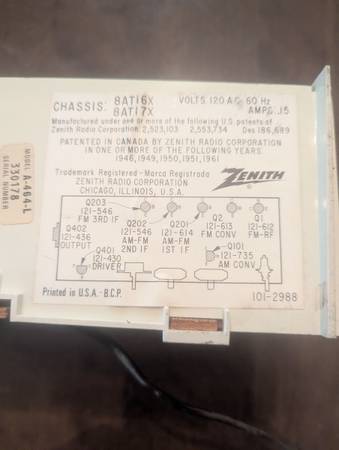 CHASSIS: 8AT16X
8AT17X
VOLTS 120 AC 60 Hz
AMPS .15
Manufactured under one or more of the following U.S. patents of
Zenith Radio Corporation 2,523,103 2,553,734 Des 186,689
PATENTED IN CANADA BY ZENITH RADIO CORPORATION
IN ONE OR MORE OF THE FOLLOWING YEARS.
1946, 1949, 1950, 1951, 1961
Trademark Registered - Marca Registrada
ZENITH RADIO CORPORATION
CHICAGO, ILLINOIS, U.S.A.
ZENITH
MODEL A 464-L
330178
SERIAL NUMBER
Q203
121-546
FM 3RD IF
Q202
121-546
AM-FM
2ND IF
Q201
121-614
AM-FM
1ST IF
Q2
121-613
FM CONV
Q1
121-612
FM-RF
Q402
121-436
OUTPUT
Q401
121-430
DRIVER
Q101
121-735
AM CONV
Printed in U.S.A.-B.C.P.
101-2988